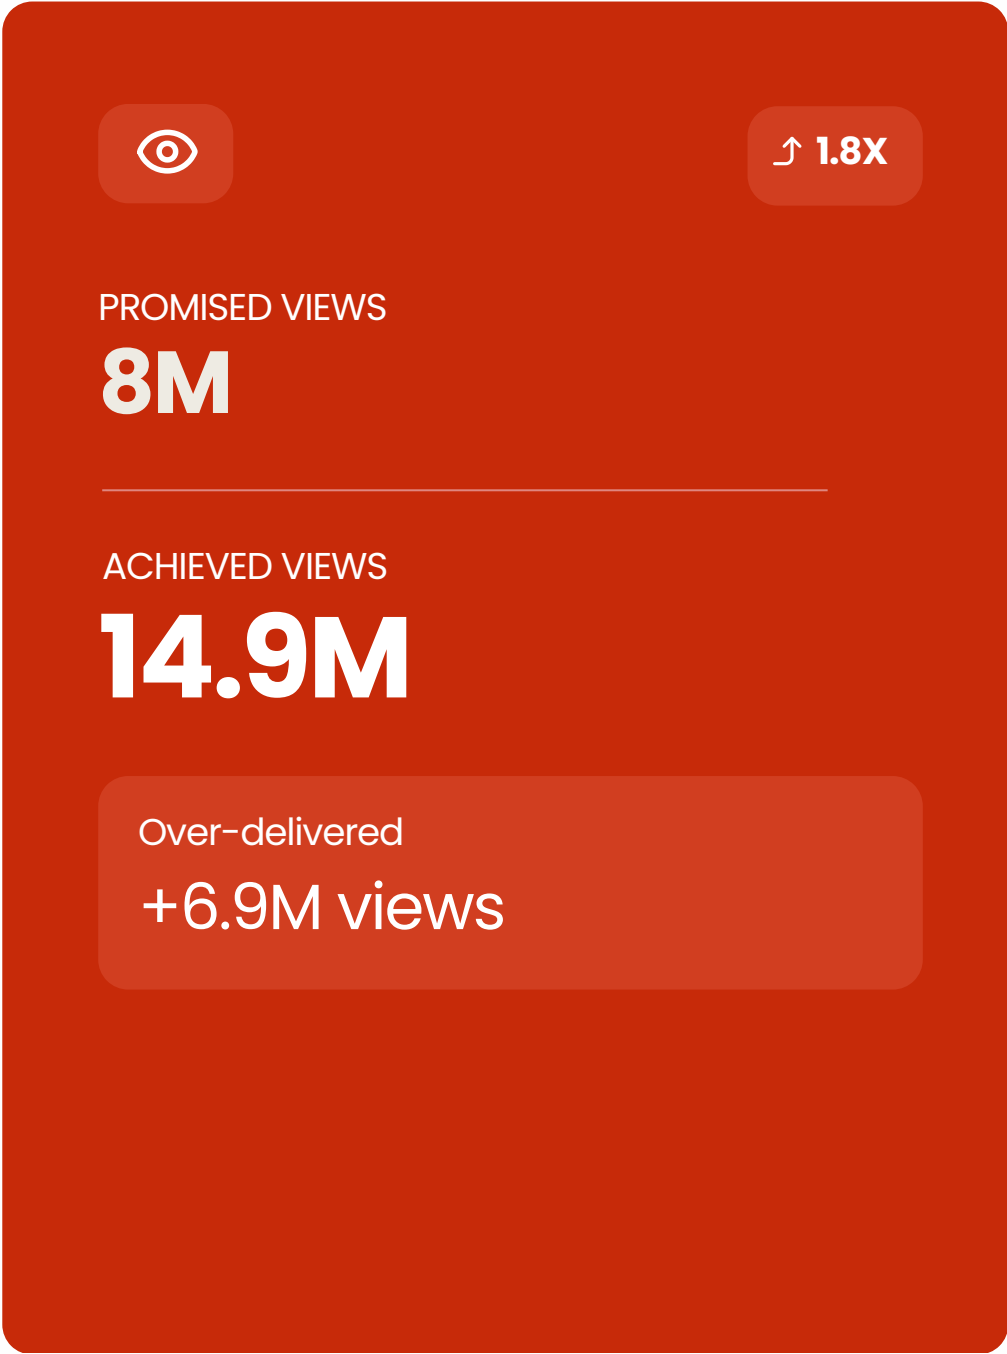 1.8X
PROMISED VIEWS
8M
ACHIEVED VIEWS
14.9M
Over-delivered
+6.9M views